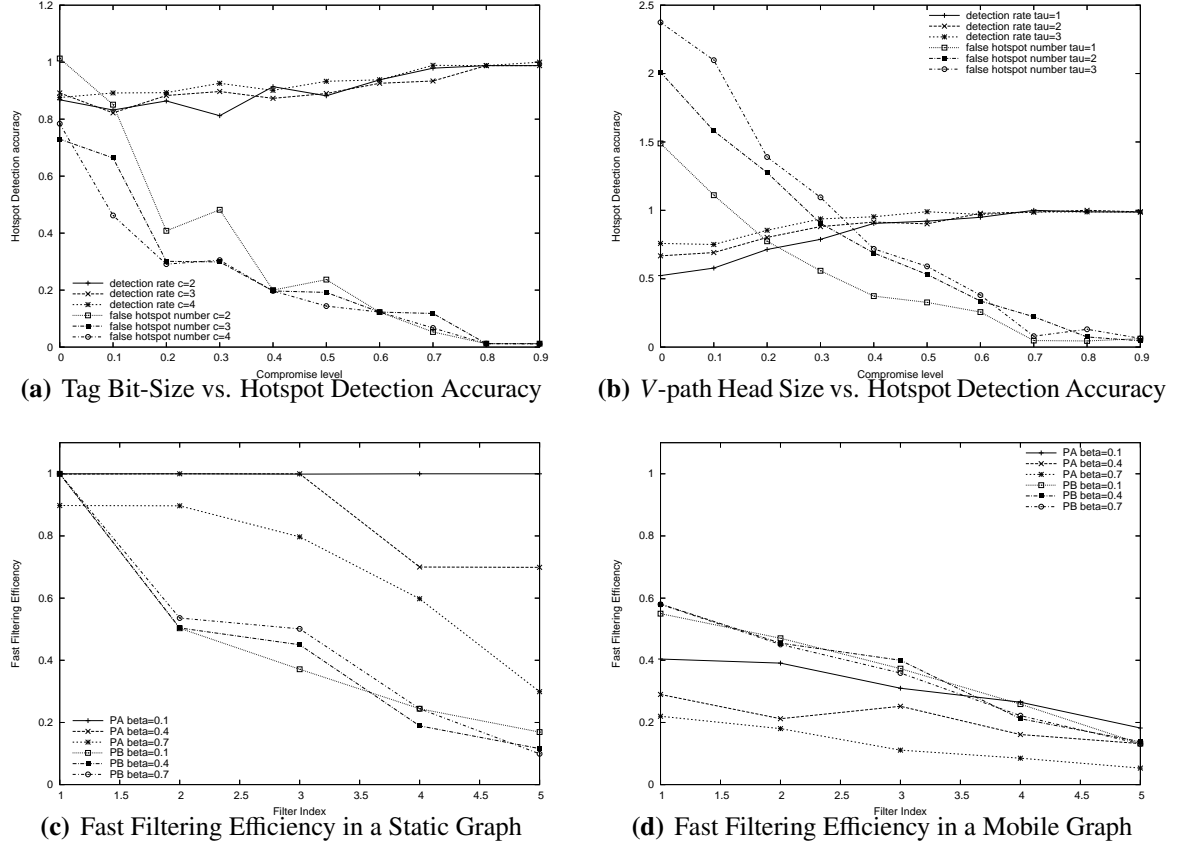 1.2
1
0.8
0.6
0.4
0.2
0
Hotspot Detection accuracy
detection rate c=2
detection rate c=3
detection rate c=4
false hotspot number c=2
false hotspot number c=3
false hotspot number c=4
0 0.1 0.2 0.3 0.4 0.5 0.6 0.7 0.8 0.9
Compromise level
(a) Tag Bit-Size vs. Hotspot Detection Accuracy
2.5
2
1.5
1
0.5
0
Hotspot Detection accuracy
detection rate tau=1
detection rate tau=2
detection rate tau=3
false hotspot number tau=1
false hotspot number tau=2
false hotspot number tau=3
0 0.1 0.2 0.3 0.4 0.5 0.6 0.7 0.8 0.9
Compromise level
(b) V-path Head Size vs. Hotspot Detection Accuracy
1
0.8
0.6
0.4
0.2
0
Fast Filtering Efficency
PA beta=0.1
PA beta=0.4
PA beta=0.7
PB beta=0.1
PB beta=0.4
PB beta=0.7
1 1.5 2 2.5 3 3.5 4 4.5 5
Filter Index
(c) Fast Filtering Efficiency in a Static Graph
1
0.8
0.6
0.4
0.2
0
Fast Filtering Efficency
PA beta=0.1
PA beta=0.4
PA beta=0.7
PB beta=0.1
PB beta=0.4
PB beta=0.7
1 1.5 2 2.5 3 3.5 4 4.5 5
Filter Index
(d) Fast Filtering Efficiency in a Mobile Graph